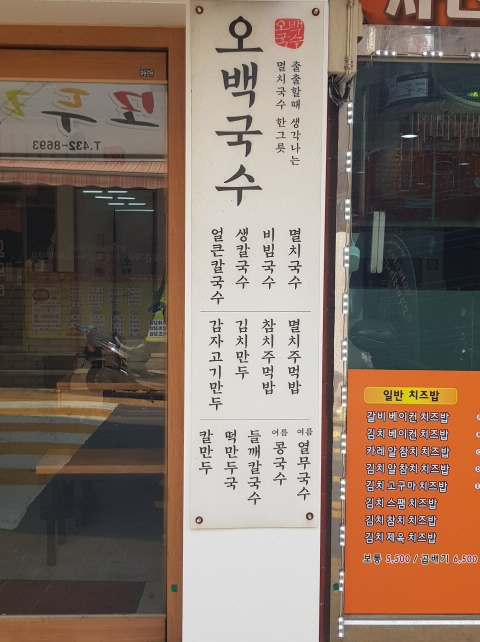 오백국수
오백
국수
출출할때 생각나는
멸치국수 한그릇
멸치국수
비빔국수
생칼국수
얼큰칼국수
멸치주먹밥
참치주먹밥
김치만두
감자고기만두
여름 열무국수
여름 콩국수
들깨칼국수
떡만두국
칼만두
T.432-8693
일반 치즈밥
갈비 베이컨 치즈밥
김치 베이컨 치즈밥
카레 알 참치 치즈밥
김치 알 참치 치즈밥
김치 고구마 치즈밥
김치 스팸 치즈밥
김치 참치 치즈밥
김치 제육 치즈밥
보통 5,500 / 곱빼기 6,500